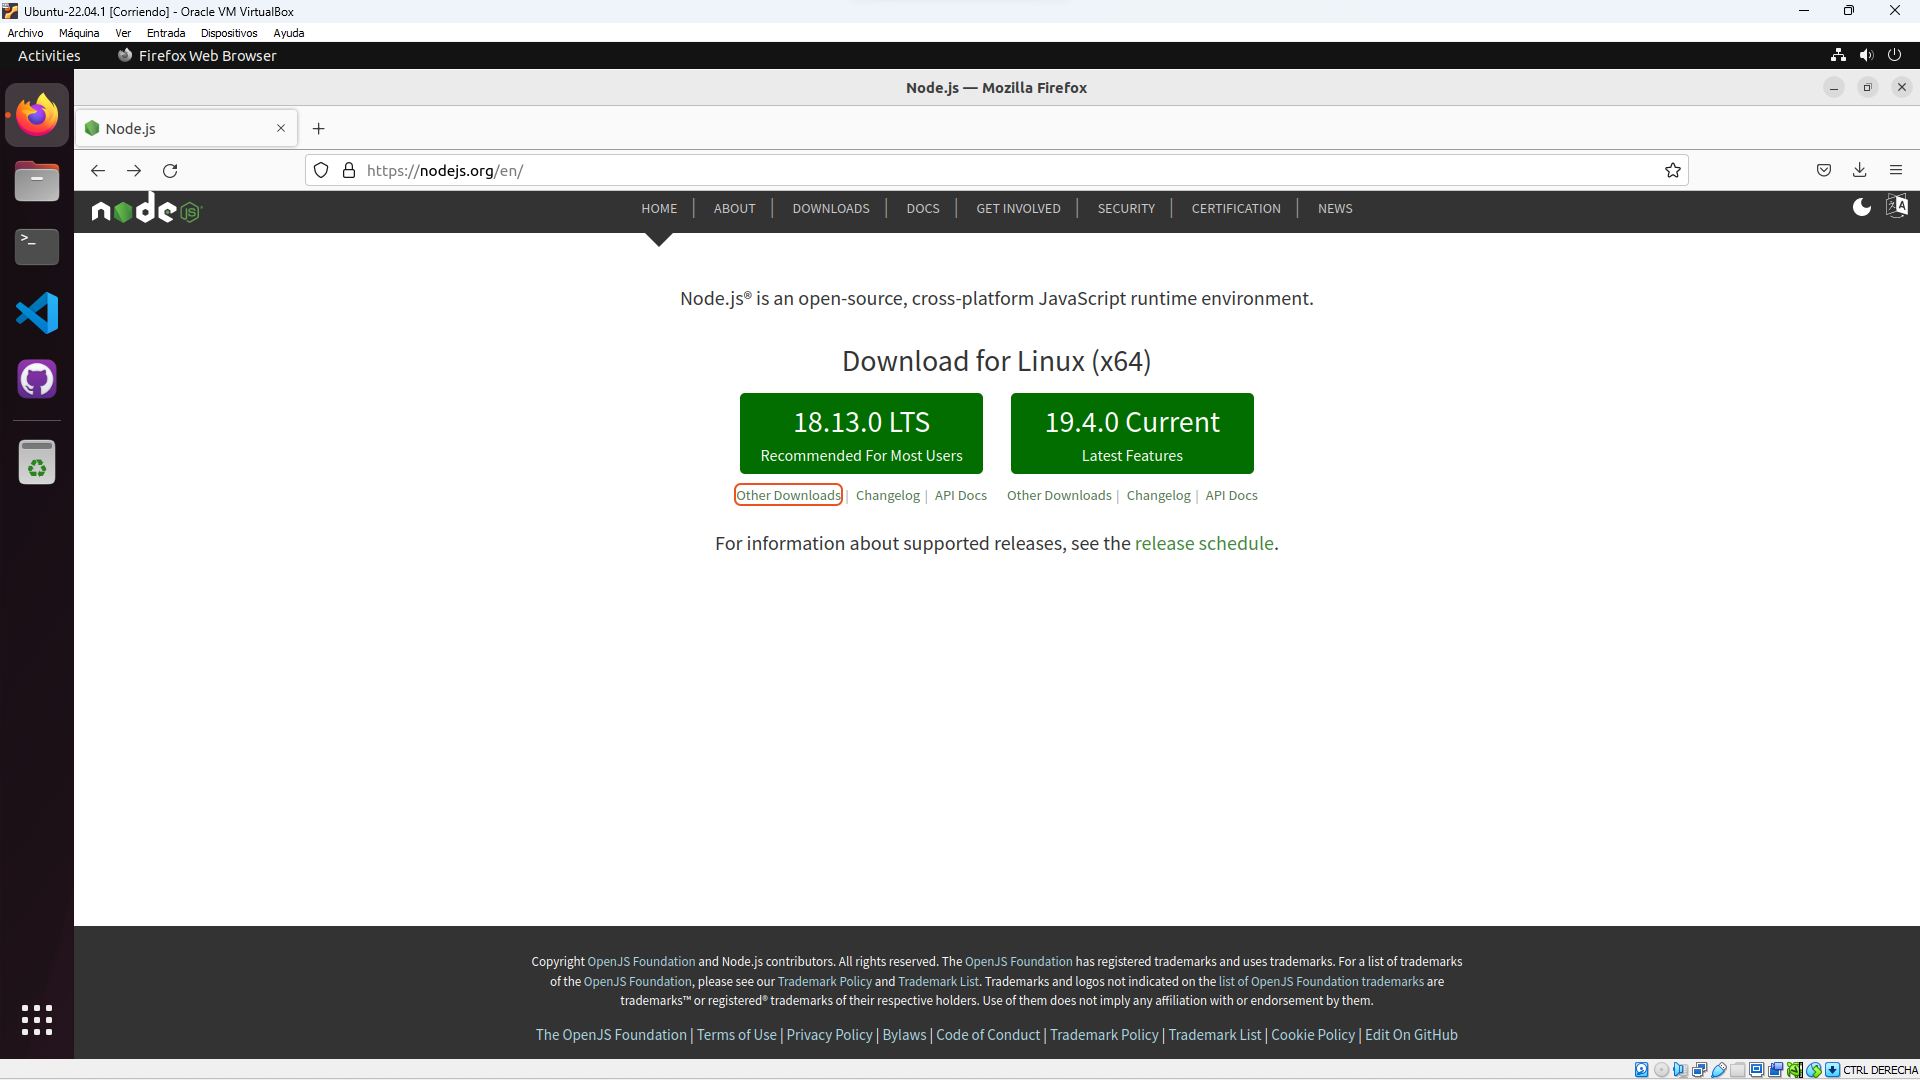 Ubuntu-22.04.1 [Corriendo] - Oracle VM VirtualBox
Archivo Máquina Ver Entrada Dispositivos Ayuda
Activities Firefox Web Browser
Node.js — Mozilla Firefox
Node.js
https://nodejs.org/en/
node JS
HOME | ABOUT | DOWNLOADS | DOCS | GET INVOLVED | SECURITY | CERTIFICATION | NEWS
Node.js® is an open-source, cross-platform JavaScript runtime environment.
Download for Linux (x64)
18.13.0 LTS 19.4.0 Current
Recommended For Most Users Latest Features
Other Downloads | Changelog | API Docs Other Downloads | Changelog | API Docs
For information about supported releases, see the release schedule.
Copyright OpenJS Foundation and Node.js contributors. All rights reserved. The OpenJS Foundation has registered trademarks and uses trademarks. For a list of trademarks
of the OpenJS Foundation, please see our Trademark Policy and Trademark List. Trademarks and logos not indicated on the list of OpenJS Foundation trademarks are
trademarks™ or registered® trademarks of their respective holders. Use of them does not imply any affiliation with or endorsement by them.
The OpenJS Foundation | Terms of Use | Privacy Policy | Bylaws | Code of Conduct | Trademark Policy | Trademark List | Cookie Policy | Edit On GitHub
CTRL DERECHA